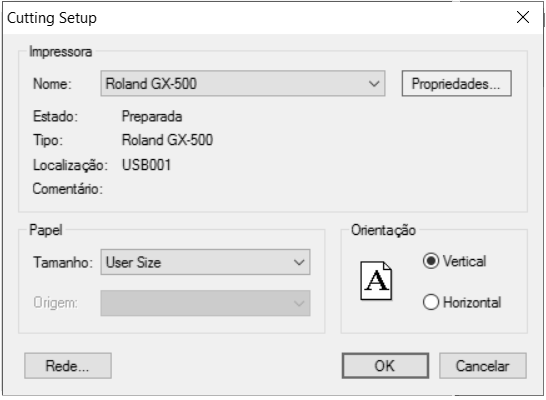 Cutting Setup
Impressora
Nome: Roland GX-500 Propriedades...
Estado: Preparada
Tipo: Roland GX-500
Localização: USB001
Comentário:
Papel
Tamanho: User Size
Origem:
Orientação
A
Vertical
Horizontal
Rede... OK Cancelar